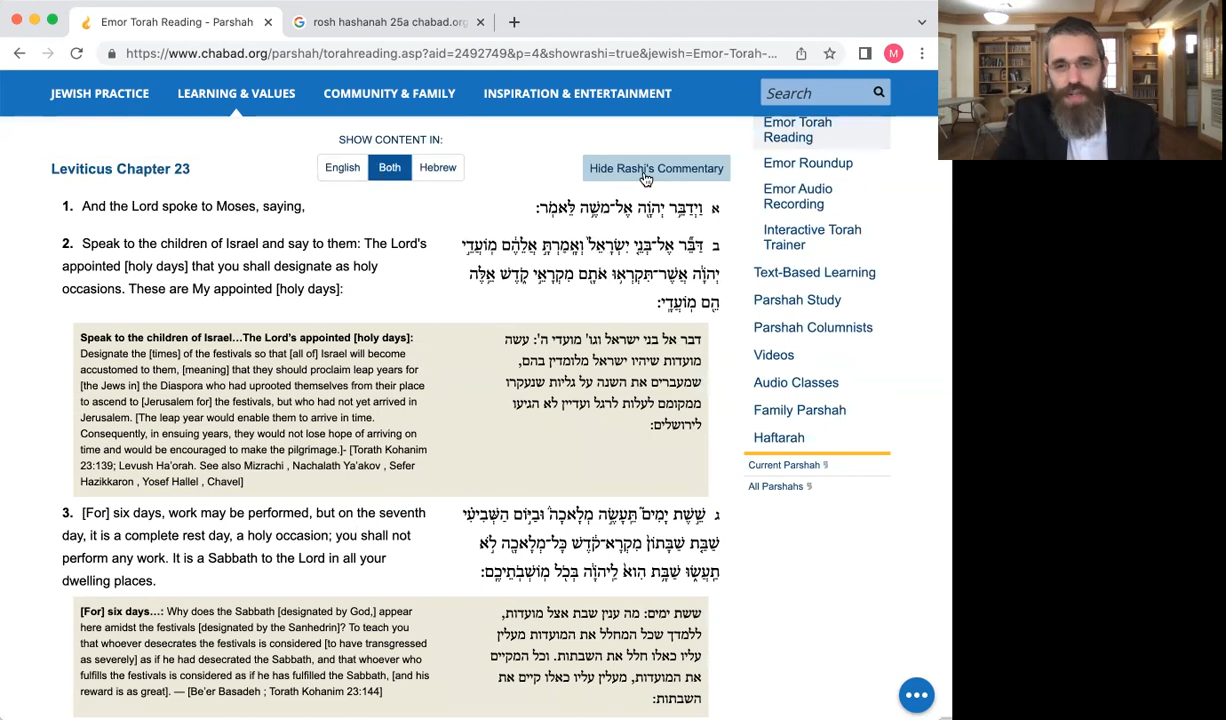 Emor Torah Reading - Parshah
rosh hashanah 25a chabad.org
https://www.chabad.org/parshah/torahreading.asp?aid=2492749&p=4&showrashi=true&jewish=Emor-Torah-...
M
JEWISH PRACTICE
LEARNING & VALUES
COMMUNITY & FAMILY
INSPIRATION & ENTERTAINMENT
Search
SHOW CONTENT IN:
Leviticus Chapter 23
English
Both
Hebrew
Hide Rashi's Commentary
1. And the Lord spoke to Moses, saying,
א וַיְדַבֵּ֥ר יְהֹוָ֖ה אֶל־משֶׁ֥ה לֵּאמֹֽר:
2. Speak to the children of Israel and say to them: The Lord's
appointed [holy days] that you shall designate as holy
occasions. These are My appointed [holy days]:
ב דַּבֵּ֞ר אֶל־בְּנֵ֤י יִשְׂרָאֵל֙ וְאָֽמַרְתָּ֣ אֲלֵהֶ֔ם מֽוֹעֲדֵ֣י
יְהֹוָ֔ה אֲשֶׁר־תִּקְרְא֥וּ אֹתָ֖ם מִקְרָאֵ֣י קֹ֑דֶשׁ אֵ֥לֶּה
הֵ֖ם מֽוֹעֲדָֽי:
Speak to the children of Israel…The Lord's appointed [holy days]:
Designate the [times] of the festivals so that [all of] Israel will become
accustomed to them, [meaning] that they should proclaim leap years for
[the Jews in] the Diaspora who had uprooted themselves from their place
to ascend to [Jerusalem for] the festivals, but who had not yet arrived in
Jerusalem. [The leap year would enable them to arrive in time.
Consequently, in ensuing years, they would not lose hope of arriving on
time and would be encouraged to make the pilgrimage.]- [Torath Kohanim
23:139; Levush Ha'orah. See also Mizrachi , Nachalath Ya'akov , Sefer
Hazikkaron , Yosef Hallel , Chavel]
דבר אל בני ישראל וגו' מועדי ה': עשה
מועדות שיהיו ישראל מלומדין בהם,
שמעברים את השנה על גליות שנעקרו
ממקומם לעלות לרגל ועדיין לא הגיעו
לירושלים:
3. [For] six days, work may be performed, but on the seventh
day, it is a complete rest day, a holy occasion; you shall not
perform any work. It is a Sabbath to the Lord in all your
dwelling places.
ג שֵׁ֣שֶׁת יָמִים֘ תֵּֽעָשֶׂ֣ה מְלָאכָה֒ וּבַיּ֣וֹם הַשְּׁבִיעִ֗י
שַׁבַּ֤ת שַׁבָּתוֹן֙ מִקְרָא־קֹ֔דֶשׁ כָּל־מְלָאכָ֖ה לֹ֣א
תַֽעֲשׂ֑וּ שַׁבָּ֥ת הִוא֙ לַֽיהֹוָ֔ה בְּכֹ֖ל מֽוֹשְׁבֹֽתֵיכֶֽם:
[For] six days…: Why does the Sabbath [designated by God,] appear
here amidst the festivals [designated by the Sanhedrin]? To teach you
that whoever desecrates the festivals is considered [to have transgressed
as severely] as if he had desecrated the Sabbath, and that whoever who
fulfills the festivals is considered as if he has fulfilled the Sabbath, [and his
reward is as great]. — [Be'er Basadeh ; Torath Kohanim 23:144]
ששת ימים: מה ענין שבת אצל מועדות,
ללמדך שכל המחלל את המועדות מעלין
עליו כאלו חלל את השבתות. וכל המקיים
את המועדות, מעלין עליו כאלו קיים את
השבתות:
Emor Torah
Reading
Emor Roundup
Emor Audio
Recording
Interactive Torah
Trainer
Text-Based Learning
Parshah Study
Parshah Columnists
Videos
Audio Classes
Family Parshah
Haftarah
Current Parshah
All Parshahs